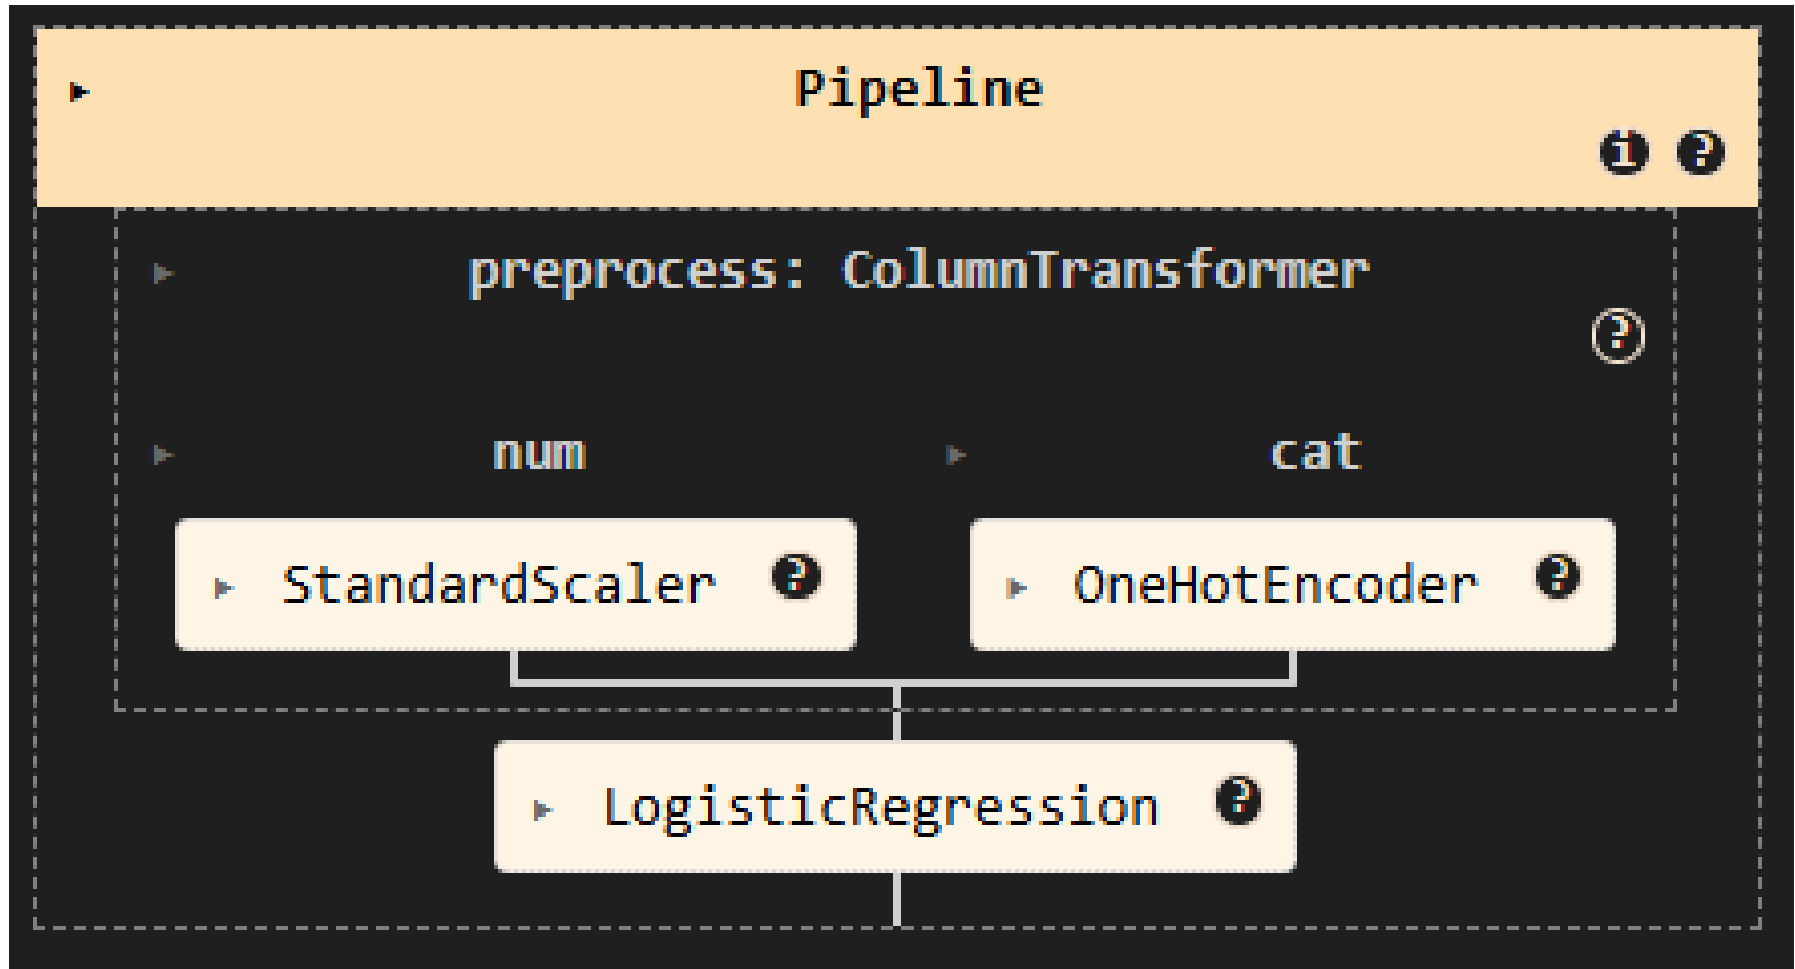 Pipeline
i ?
preprocess: ColumnTransformer
?
num cat
StandardScaler ? OneHotEncoder ?
LogisticRegression ?